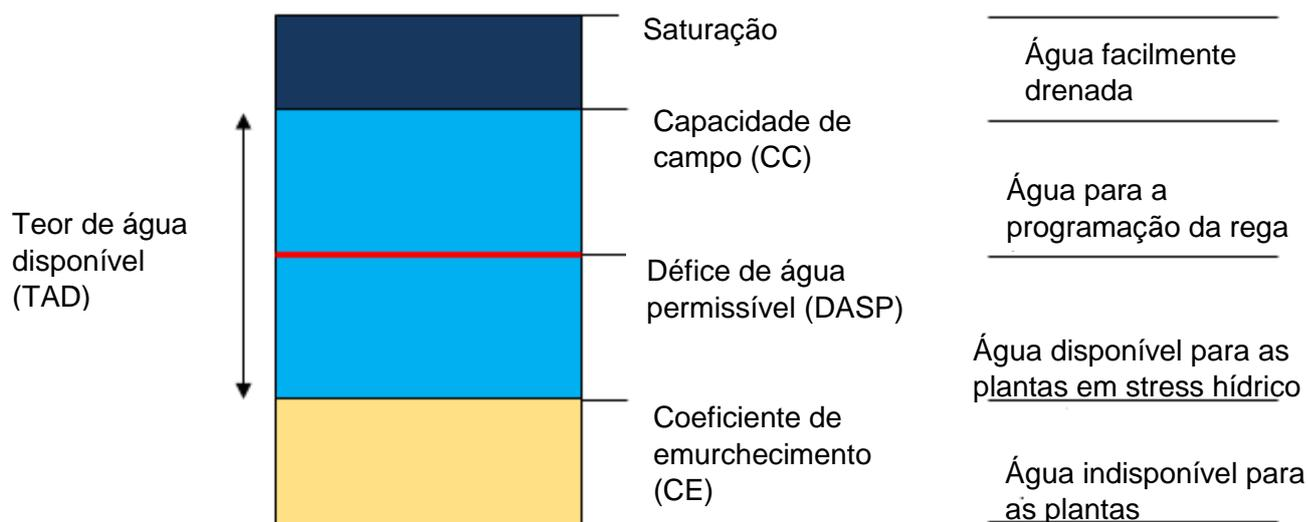 Saturação
Água facilmente
drenada
Capacidade de
campo (CC)
Água para a
programação da rega
Teor de água
disponível
(TAD)
Défice de água
permissível (DASP)
Água disponível para as
plantas em stress hídrico
Coeficiente de
emurchecimento
(CE)
Água indisponível para
as plantas